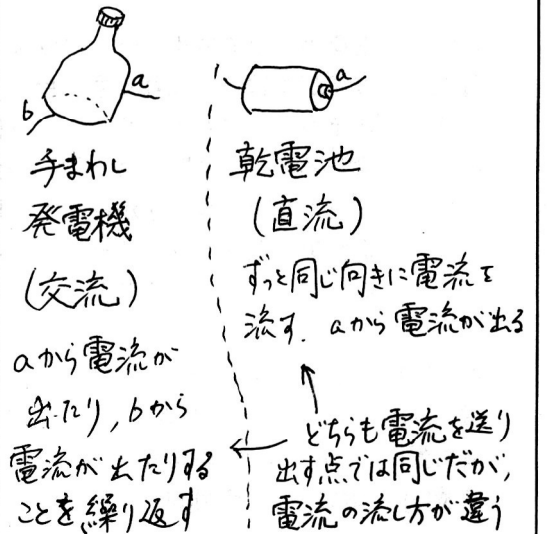 a
b
手まわし
発電機
(交流)
aから電流が
出たり,bから
電流が出たりする
ことを繰り返す
a
乾電池
(直流)
ずっと同じ向きに電流を
流す. aから電流が出る
どちらも電流を送り
出す点では同じだが,
電流の流し方が違う